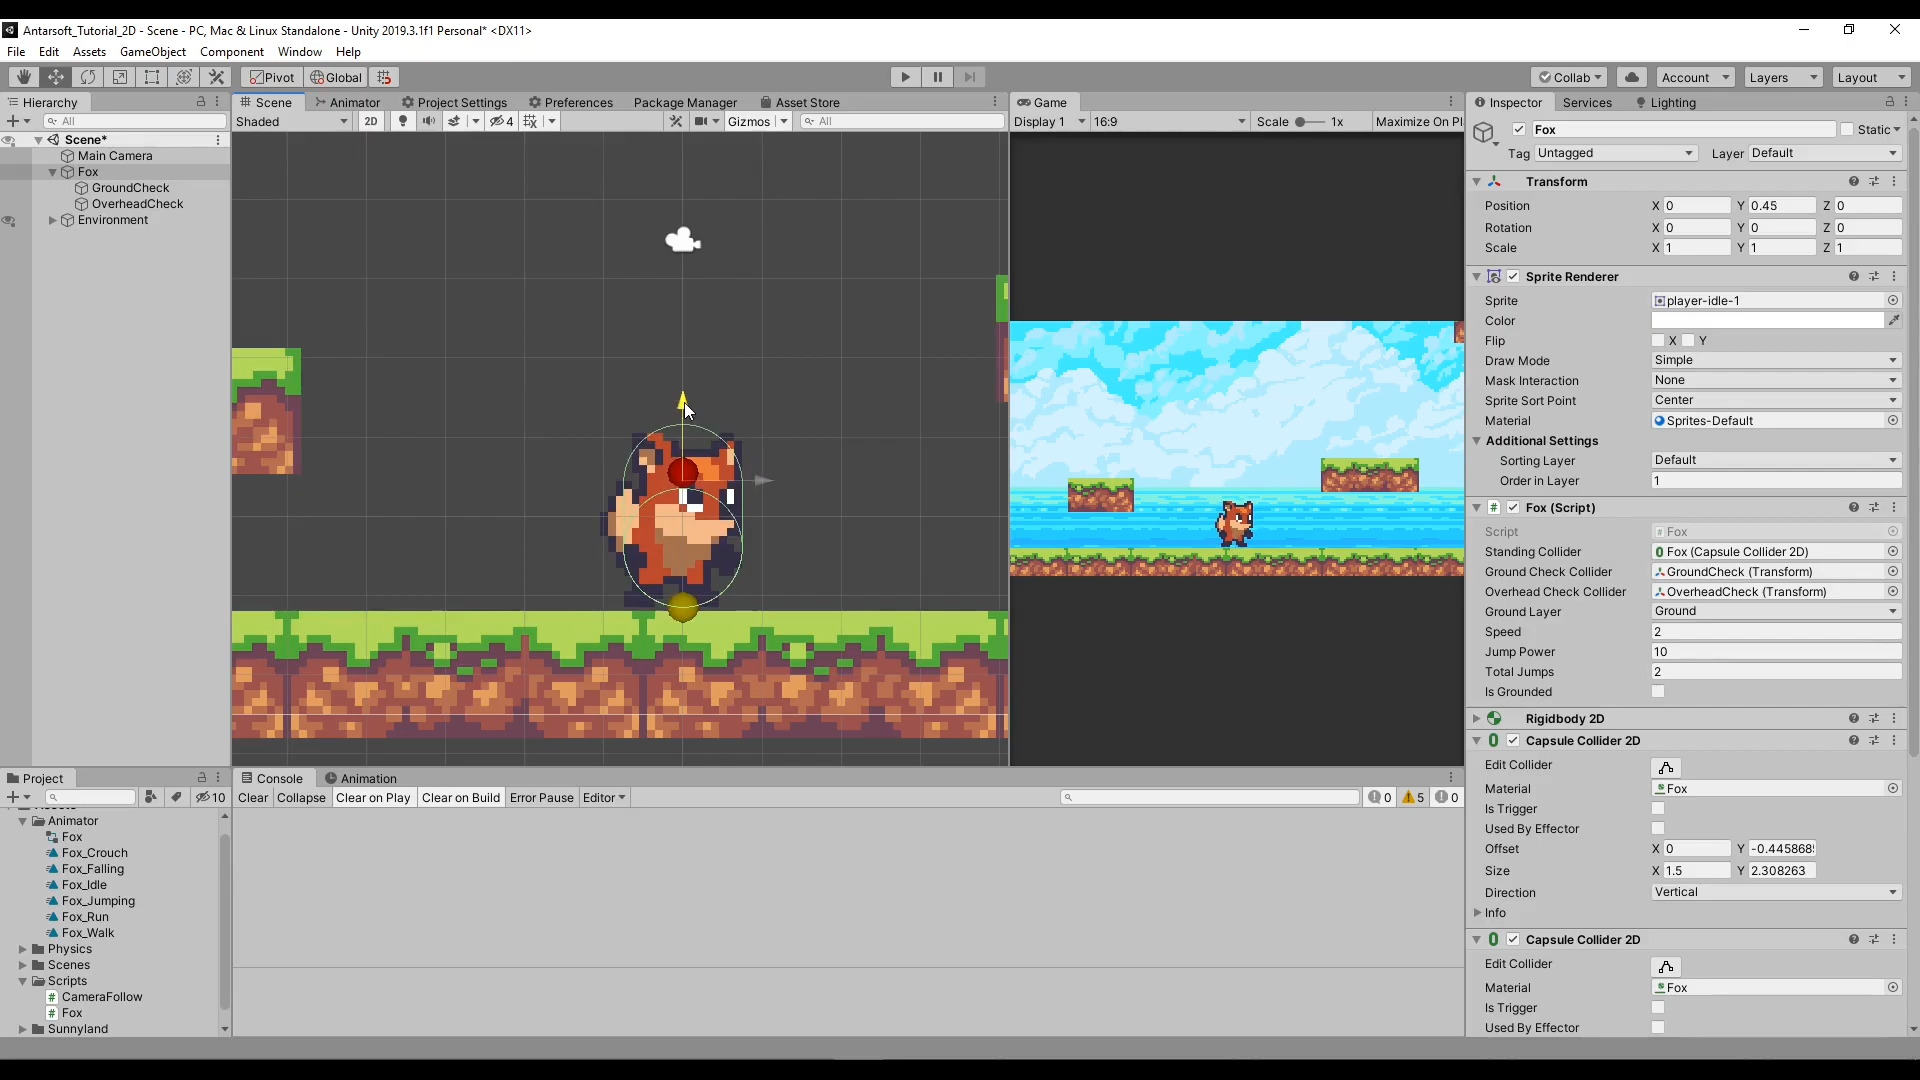 Antarsoft_Tutorial_2D - Scene - PC, Mac & Linux Standalone - Unity 2019.3.1f1 Personal* <DX11>
File Edit Assets GameObject Component Window Help
Pivot Global Collab Account Layers Layout
Hierarchy Scene Animator Project Settings Preferences Package Manager Asset Store Game Inspector Services Lighting
All Shaded 2D 4 Gizmos All Display 1 16:9 Scale 1x Maximize On Pl
Scene*
Main Camera
Fox
GroundCheck
OverheadCheck
Environment
Fox Static
Tag Untagged Layer Default
Transform
Position X 0 Y 0.45 Z 0
Rotation X 0 Y 0 Z 0
Scale X 1 Y 1 Z 1
Sprite Renderer
Sprite player-idle-1
Color
Flip X Y
Draw Mode Simple
Mask Interaction None
Sprite Sort Point Center
Material Sprites-Default
Additional Settings
Sorting Layer Default
Order in Layer 1
Fox (Script)
Script Fox
Standing Collider Fox (Capsule Collider 2D)
Ground Check Collider GroundCheck (Transform)
Overhead Check Collider OverheadCheck (Transform)
Ground Layer Ground
Speed 2
Jump Power 10
Total Jumps 2
Is Grounded
Rigidbody 2D
Capsule Collider 2D
Edit Collider
Material Fox
Is Trigger
Used By Effector
Offset X 0 Y -0.445868
Size X 1.5 Y 2.308263
Direction Vertical
Info
Capsule Collider 2D
Edit Collider
Material Fox
Is Trigger
Used By Effector
Project
10
Animator
Fox
Fox_Crouch
Fox_Falling
Fox_Idle
Fox_Jumping
Fox_Run
Fox_Walk
Physics
Scenes
Scripts
CameraFollow
Fox
Sunnyland
Console Animation
Clear Collapse Clear on Play Clear on Build Error Pause Editor 0 5 0